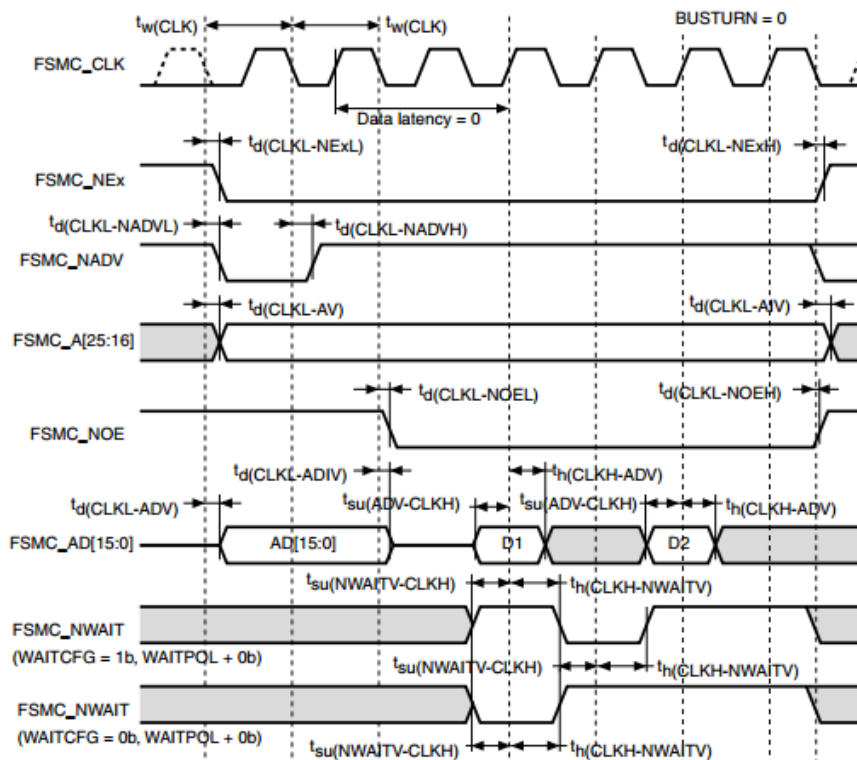 tw(CLK) tw(CLK) BUSTURN = 0
FSMC_CLK
Data latency = 0
td(CLKL-NExL) td(CLKL-NExH)
FSMC_NEx
td(CLKL-NADVL) td(CLKL-NADVH)
FSMC_NADV
td(CLKL-AV) td(CLKL-AIV)
FSMC_A[25:16]
td(CLKL-NOEL) td(CLKL-NOEH)
FSMC_NOE
td(CLKL-ADIV) th(CLKH-ADV)
td(CLKL-ADV) tsu(ADV-CLKH) tsu(ADV-CLKH) th(CLKH-ADV)
FSMC_AD[15:0] AD[15:0] D1 D2
tsu(NWAITV-CLKH) th(CLKH-NWAITV)
FSMC_NWAIT
(WAITCFG = 1b, WAITPOL + 0b)
tsu(NWAITV-CLKH) th(CLKH-NWAITV)
FSMC_NWAIT
(WAITCFG = 0b, WAITPOL + 0b)
tsu(NWAITV-CLKH) th(CLKH-NWAITV)